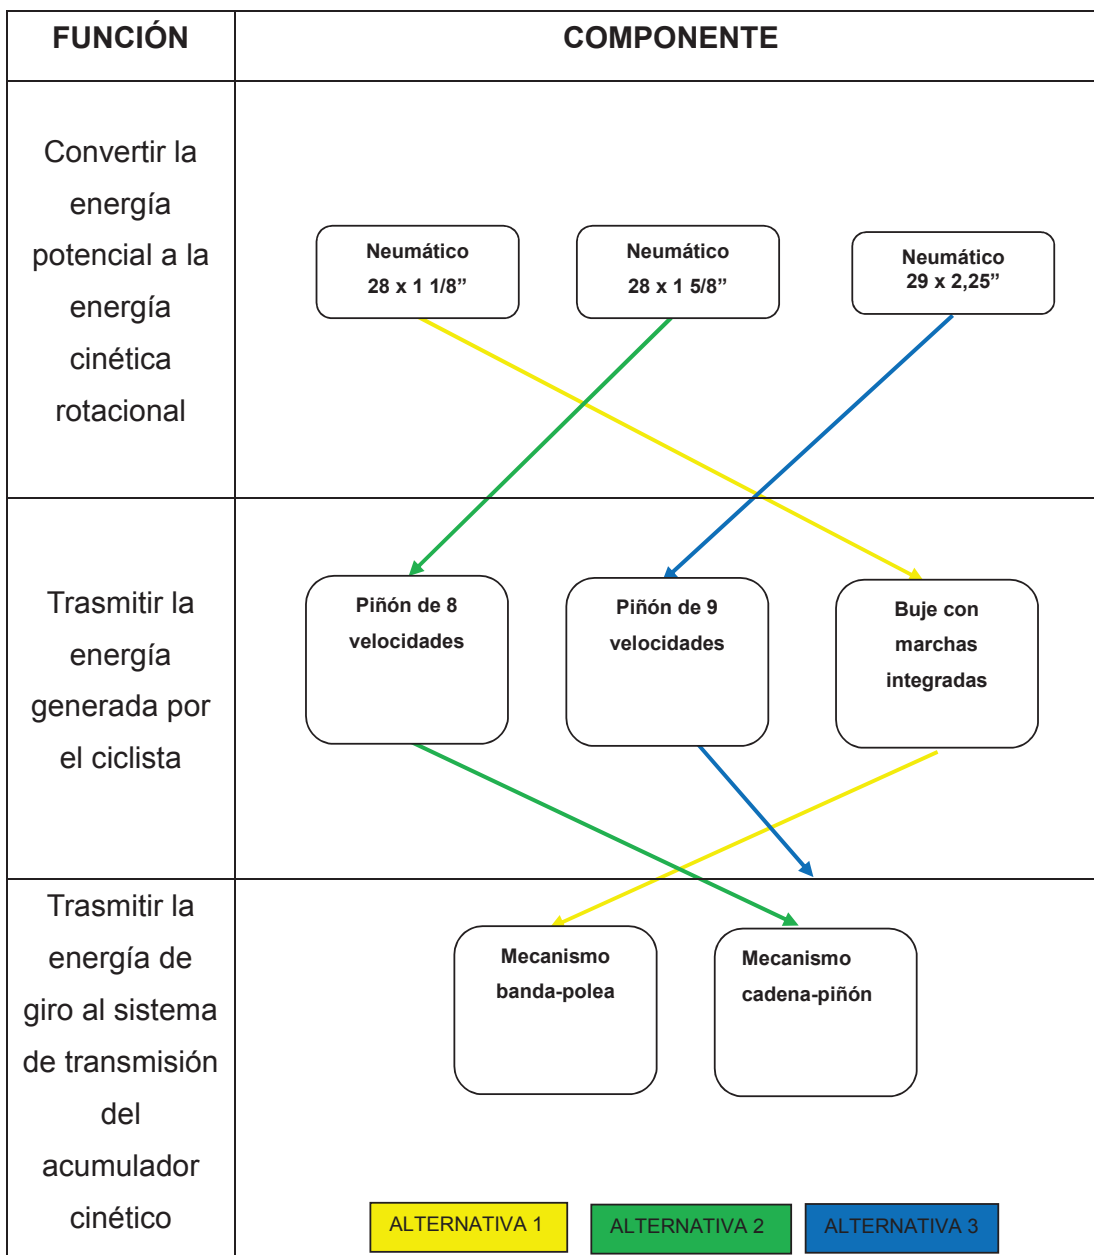 FUNCIÓN
COMPONENTE
Convertir la
energía
potencial a la
energía
cinética
rotacional
Neumático
28 x 1 1/8”
Neumático
28 x 1 5/8”
Neumático
29 x 2,25”
Trasmitir la
energía
generada por
el ciclista
Piñón de 8
velocidades
Piñón de 9
velocidades
Buje con
marchas
integradas
Trasmitir la
energía de
giro al sistema
de transmisión
del
acumulador
cinético
Mecanismo
banda-polea
Mecanismo
cadena-piñón
ALTERNATIVA 1
ALTERNATIVA 2
ALTERNATIVA 3